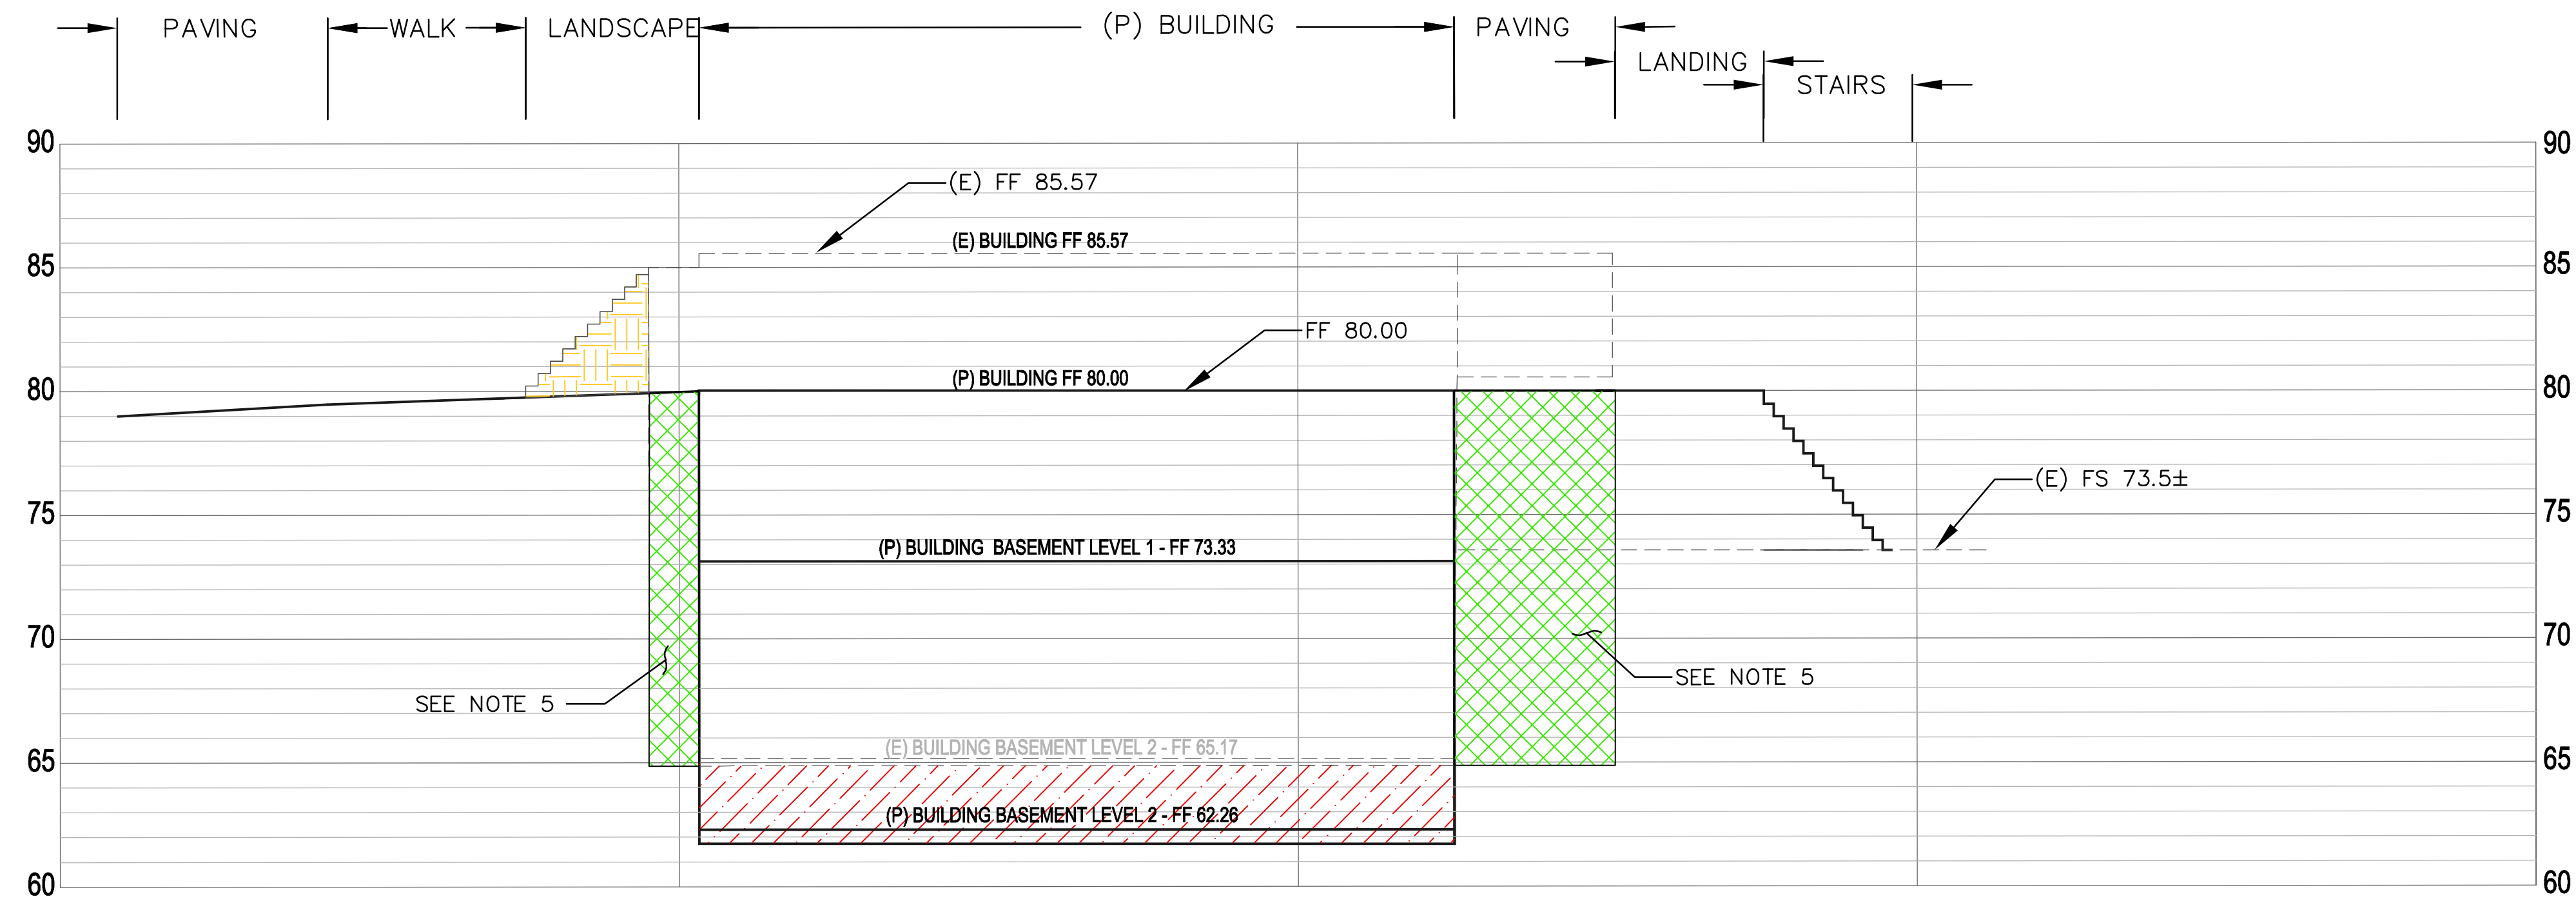 PAVING
WALK
LANDSCAPE
(P) BUILDING
PAVING
LANDING
STAIRS
90
90
(E) FF 85.57
(E) BUILDING FF 85.57
85
85
FF 80.00
(P) BUILDING FF 80.00
80
80
(E) FS 73.5±
75
75
(P) BUILDING BASEMENT LEVEL 1 - FF 73.33
70
70
SEE NOTE 5
SEE NOTE 5
(E) BUILDING BASEMENT LEVEL 2 - FF 65.17
65
65
(P) BUILDING BASEMENT LEVEL 2 - FF 62.26
60
60